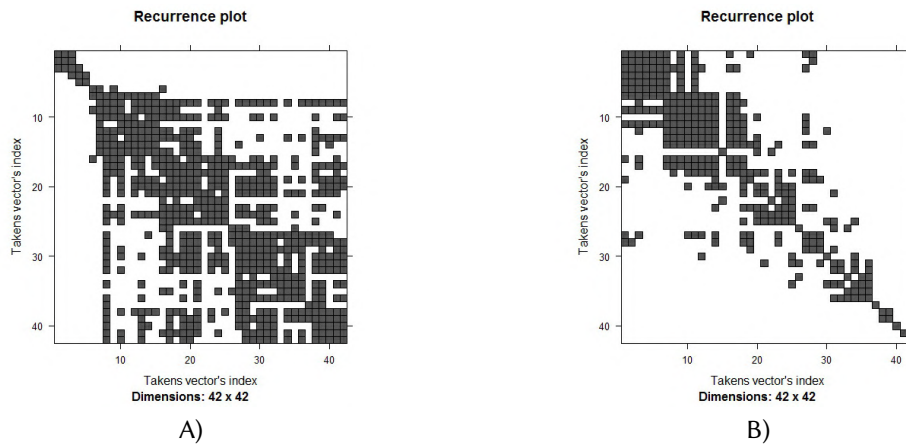 Recurrence plot
10
20
30
40
Takens vector's index
10 20 30 40
Takens vector's index
Dimensions: 42 x 42
A)
Recurrence plot
10
20
30
40
Takens vector's index
10 20 30 40
Takens vector's index
Dimensions: 42 x 42
B)